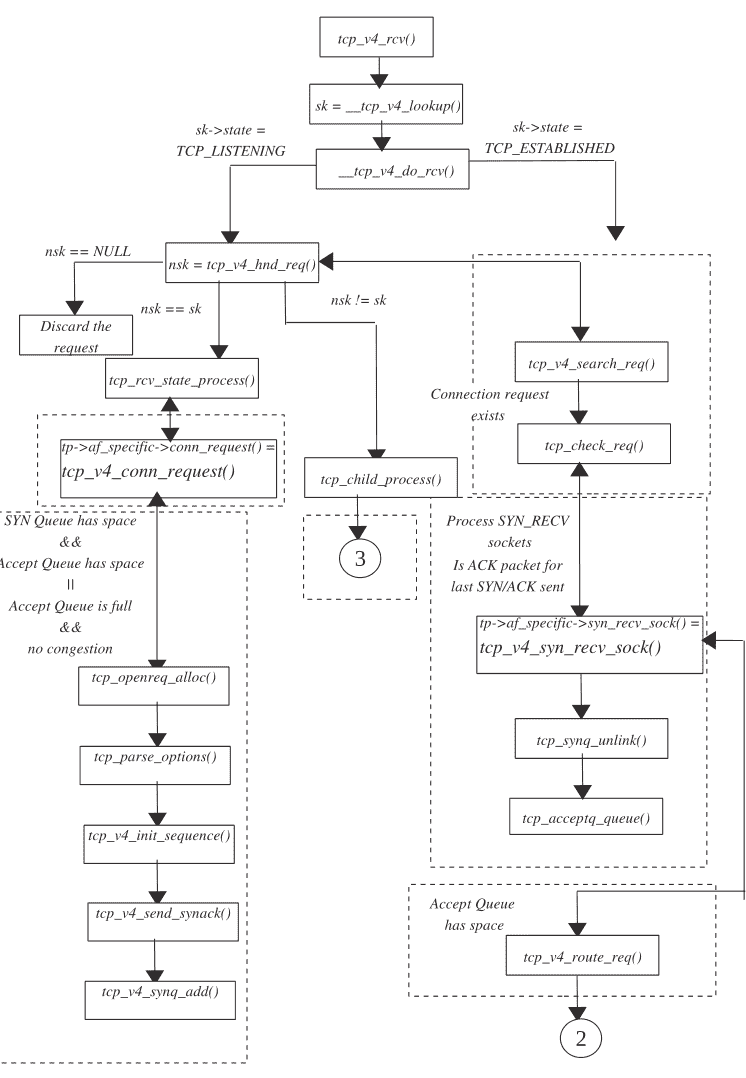 tcp_v4_rcv()
sk = __tcp_v4_lookup()
sk->state =
TCP_LISTENING
sk->state =
TCP_ESTABLISHED
__tcp_v4_do_rcv()
nsk == NULL
nsk = tcp_v4_hnd_req()
nsk == sk
nsk != sk
Discard the
request
tcp_rcv_state_process()
tcp_v4_search_req()
Connection request
exists
tp->af_specific->conn_request() =
tcp_v4_conn_request()
tcp_check_req()
tcp_child_process()
3
SYN Queue has space
&&
Accept Queue has space
||
Accept Queue is full
&&
no congestion
Process SYN_RECV
sockets
Is ACK packet for
last SYN/ACK sent
tp->af_specific->syn_recv_sock() =
tcp_v4_syn_recv_sock()
tcp_openreq_alloc()
tcp_synq_unlink()
tcp_parse_options()
tcp_acceptq_queue()
tcp_v4_init_sequence()
tcp_v4_send_synack()
Accept Queue
has space
tcp_v4_route_req()
tcp_v4_synq_add()
2